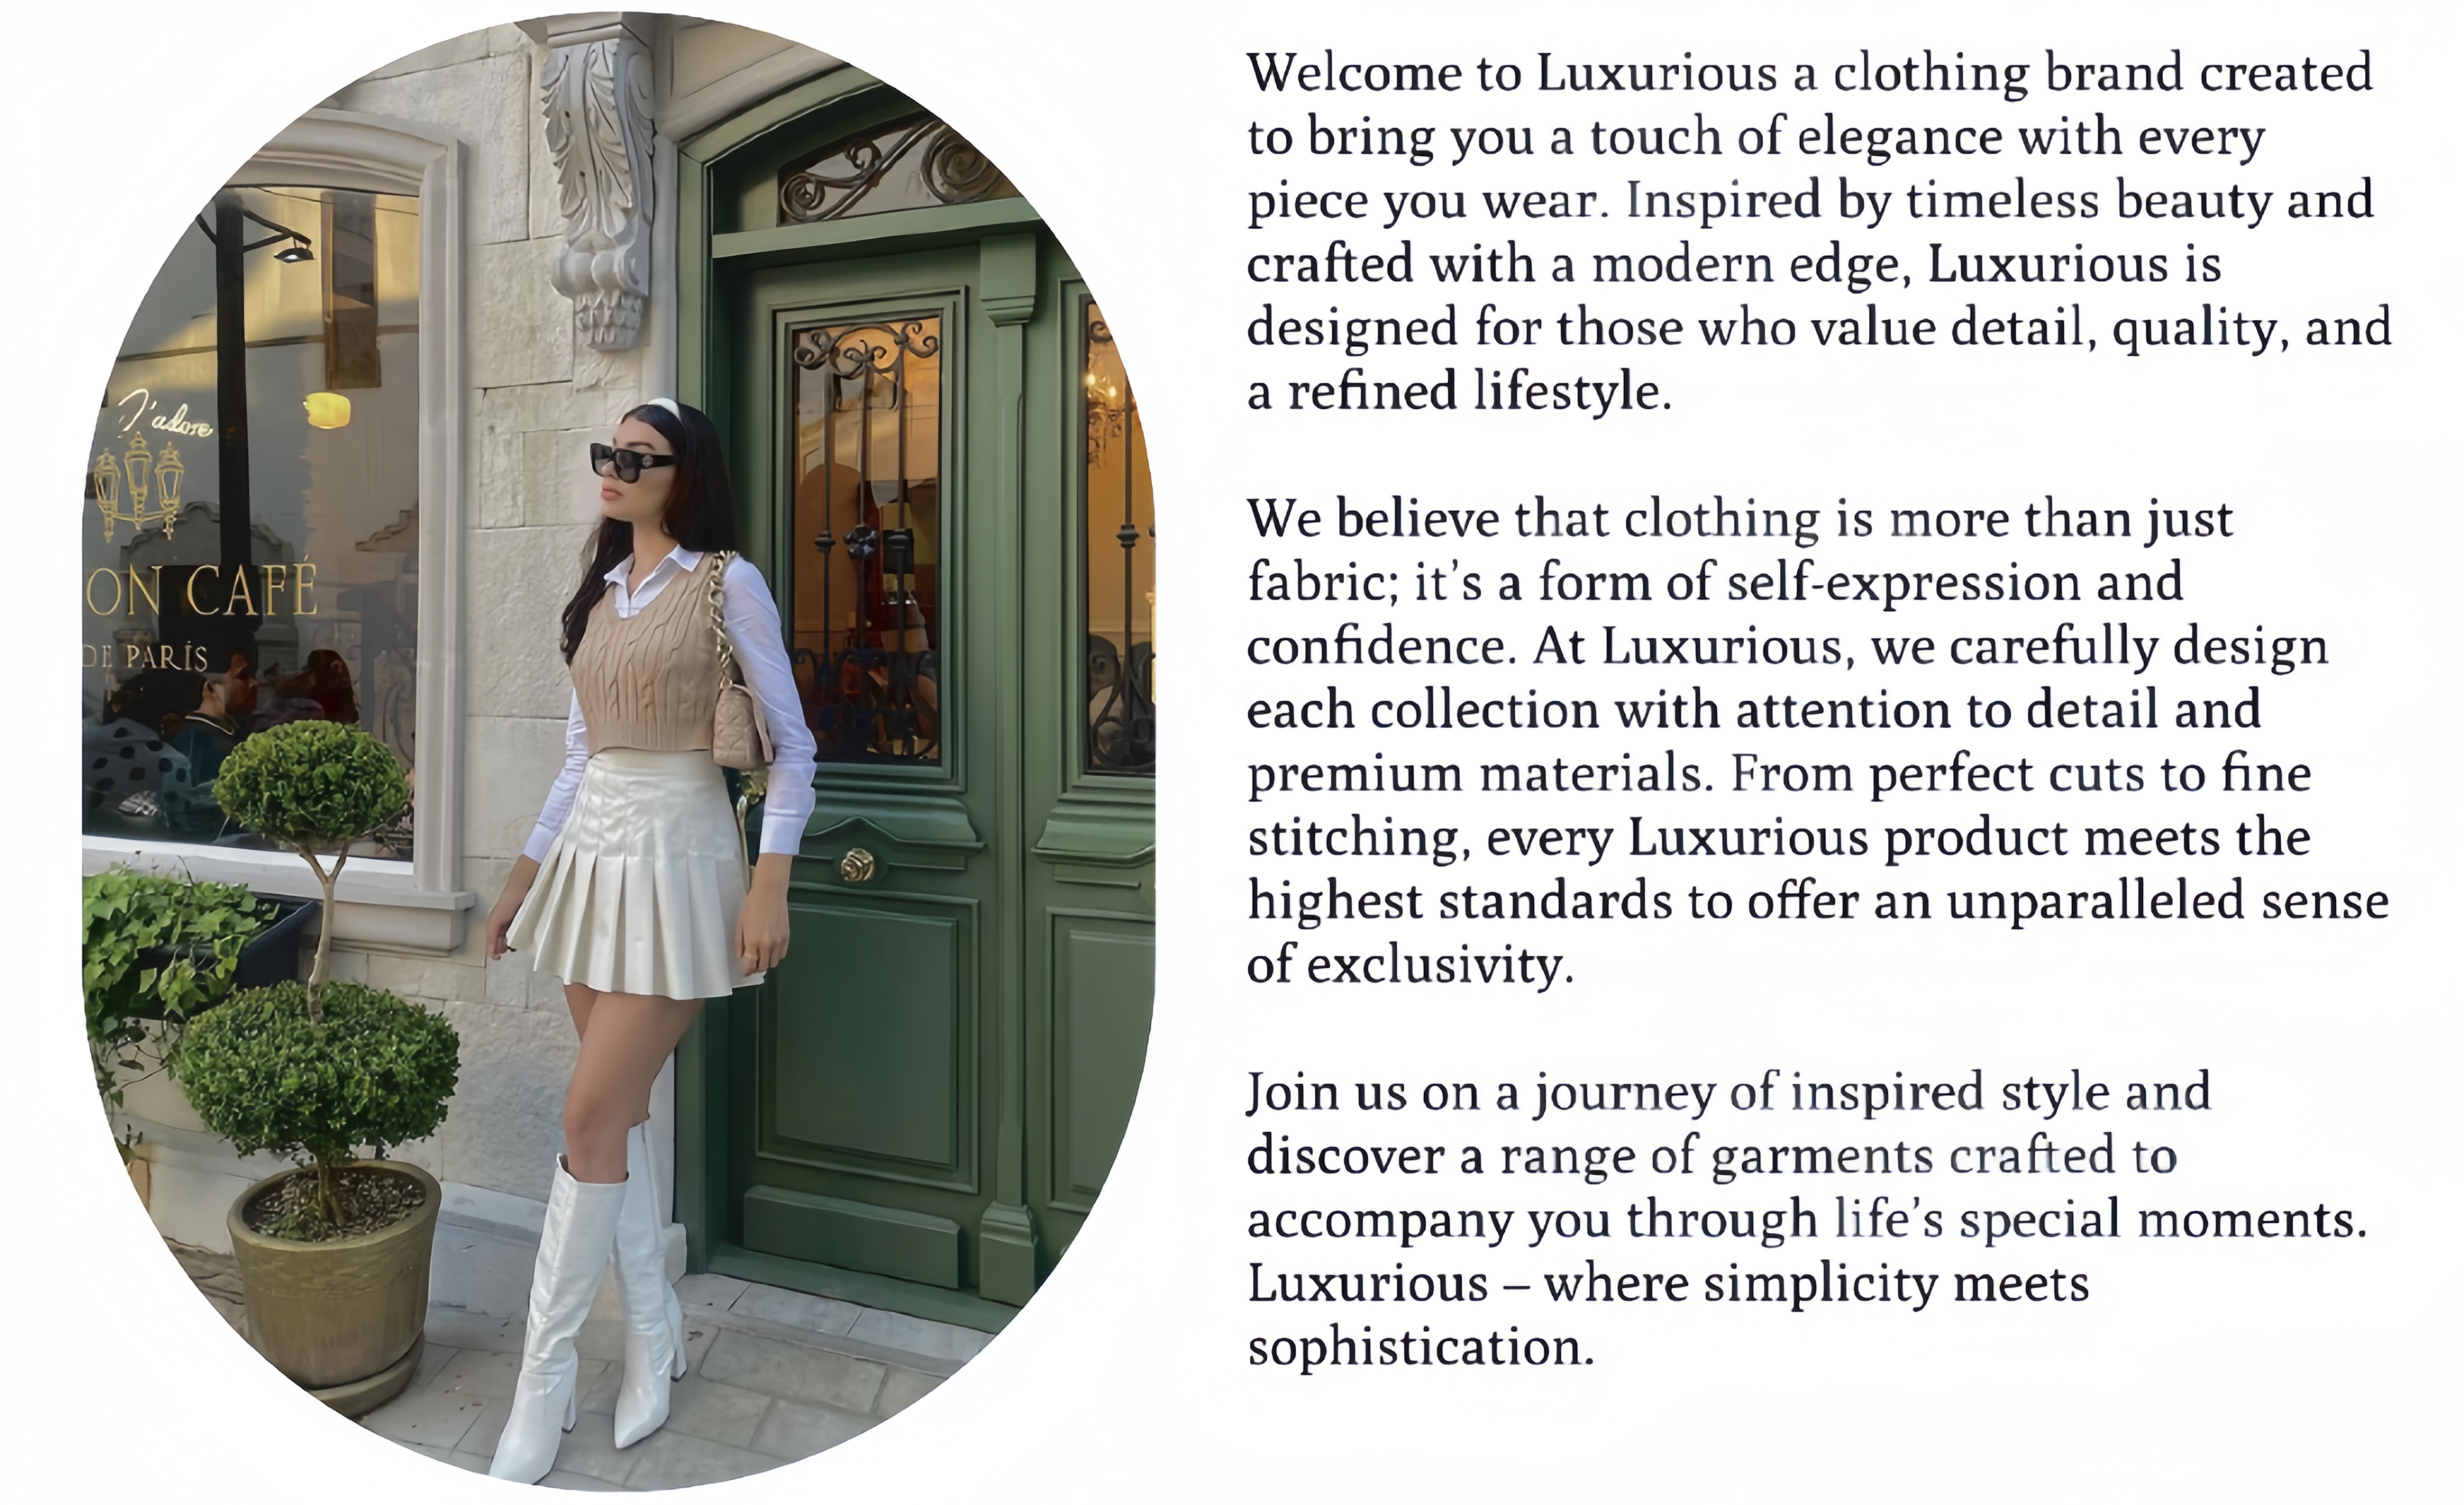 J'adore
ON CAFÉ
DE PARÍS
Welcome to Luxurious a clothing brand created
to bring you a touch of elegance with every
piece you wear. Inspired by timeless beauty and
crafted with a modern edge, Luxurious is
designed for those who value detail, quality, and
a refined lifestyle.
We believe that clothing is more than just
fabric; it’s a form of self-expression and
confidence. At Luxurious, we carefully design
each collection with attention to detail and
premium materials. From perfect cuts to fine
stitching, every Luxurious product meets the
highest standards to offer an unparalleled sense
of exclusivity.
Join us on a journey of inspired style and
discover a range of garments crafted to
accompany you through life’s special moments.
Luxurious – where simplicity meets
sophistication.